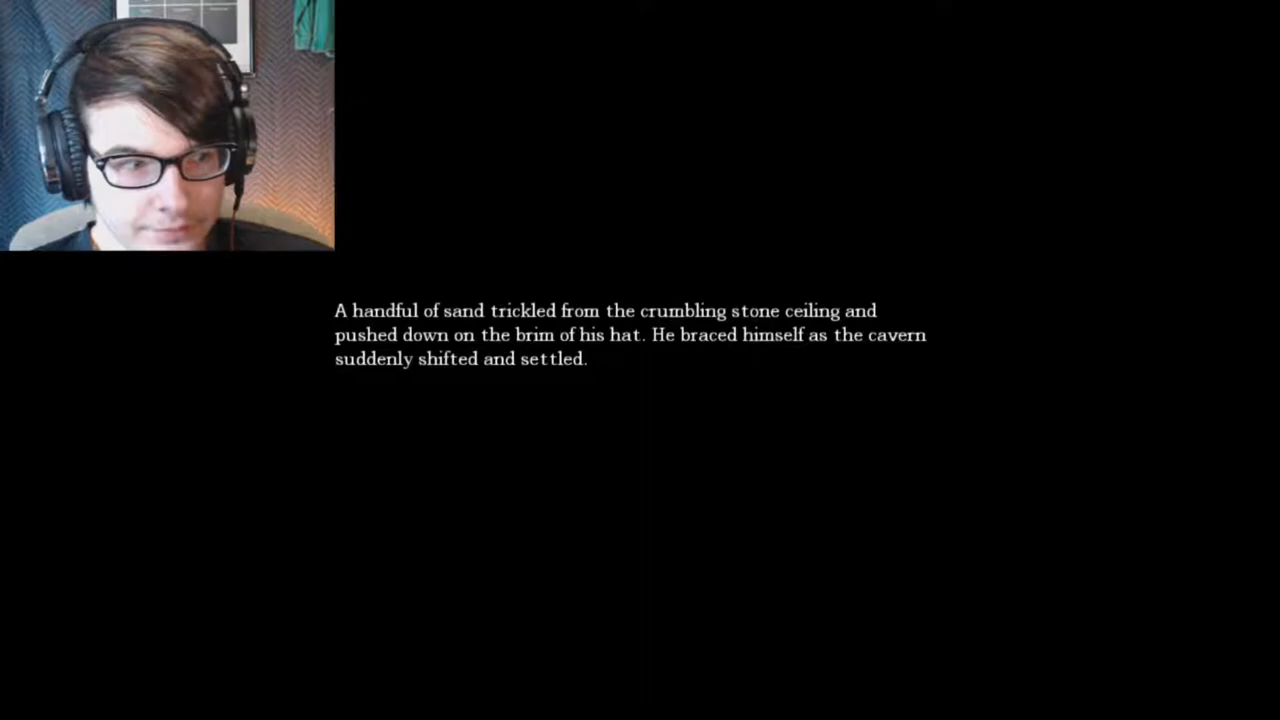 A handful of sand trickled from the crumbling stone ceiling and
pushed down on the brim of his hat. He braced himself as the cavern
suddenly shifted and settled.